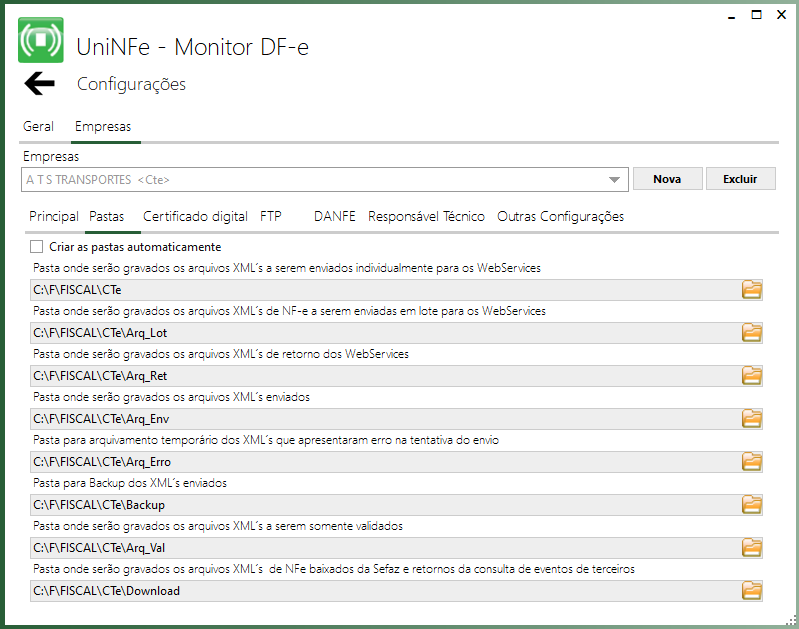 UniNFe - Monitor DF-e
Configurações
Geral Empresas
Empresas
A T S TRANSPORTES <Cte>
Nova Excluir
Principal Pastas Certificado digital FTP DANFE Responsável Técnico Outras Configurações
Criar as pastas automaticamente
Pasta onde serão gravados os arquivos XML´s a serem enviados individualmente para os WebServices
C:\F\FISCAL\CTe
Pasta onde serão gravados os arquivos XML´s de NF-e a serem enviadas em lote para os WebServices
C:\F\FISCAL\CTe\Arq_Lot
Pasta onde serão gravados os arquivos XML´s de retorno dos WebServices
C:\F\FISCAL\CTe\Arq_Ret
Pasta onde serão gravados os arquivos XML´s enviados
C:\F\FISCAL\CTe\Arq_Env
Pasta para arquivamento temporário dos XML´s que apresentaram erro na tentativa do envio
C:\F\FISCAL\CTe\Arq_Erro
Pasta para Backup dos XML´s enviados
C:\F\FISCAL\CTe\Backup
Pasta onde serão gravados os arquivos XML´s a serem somente validados
C:\F\FISCAL\CTe\Arq_Val
Pasta onde serão gravados os arquivos XML´s de NFe baixados da Sefaz e retornos da consulta de eventos de terceiros
C:\F\FISCAL\CTe\Download